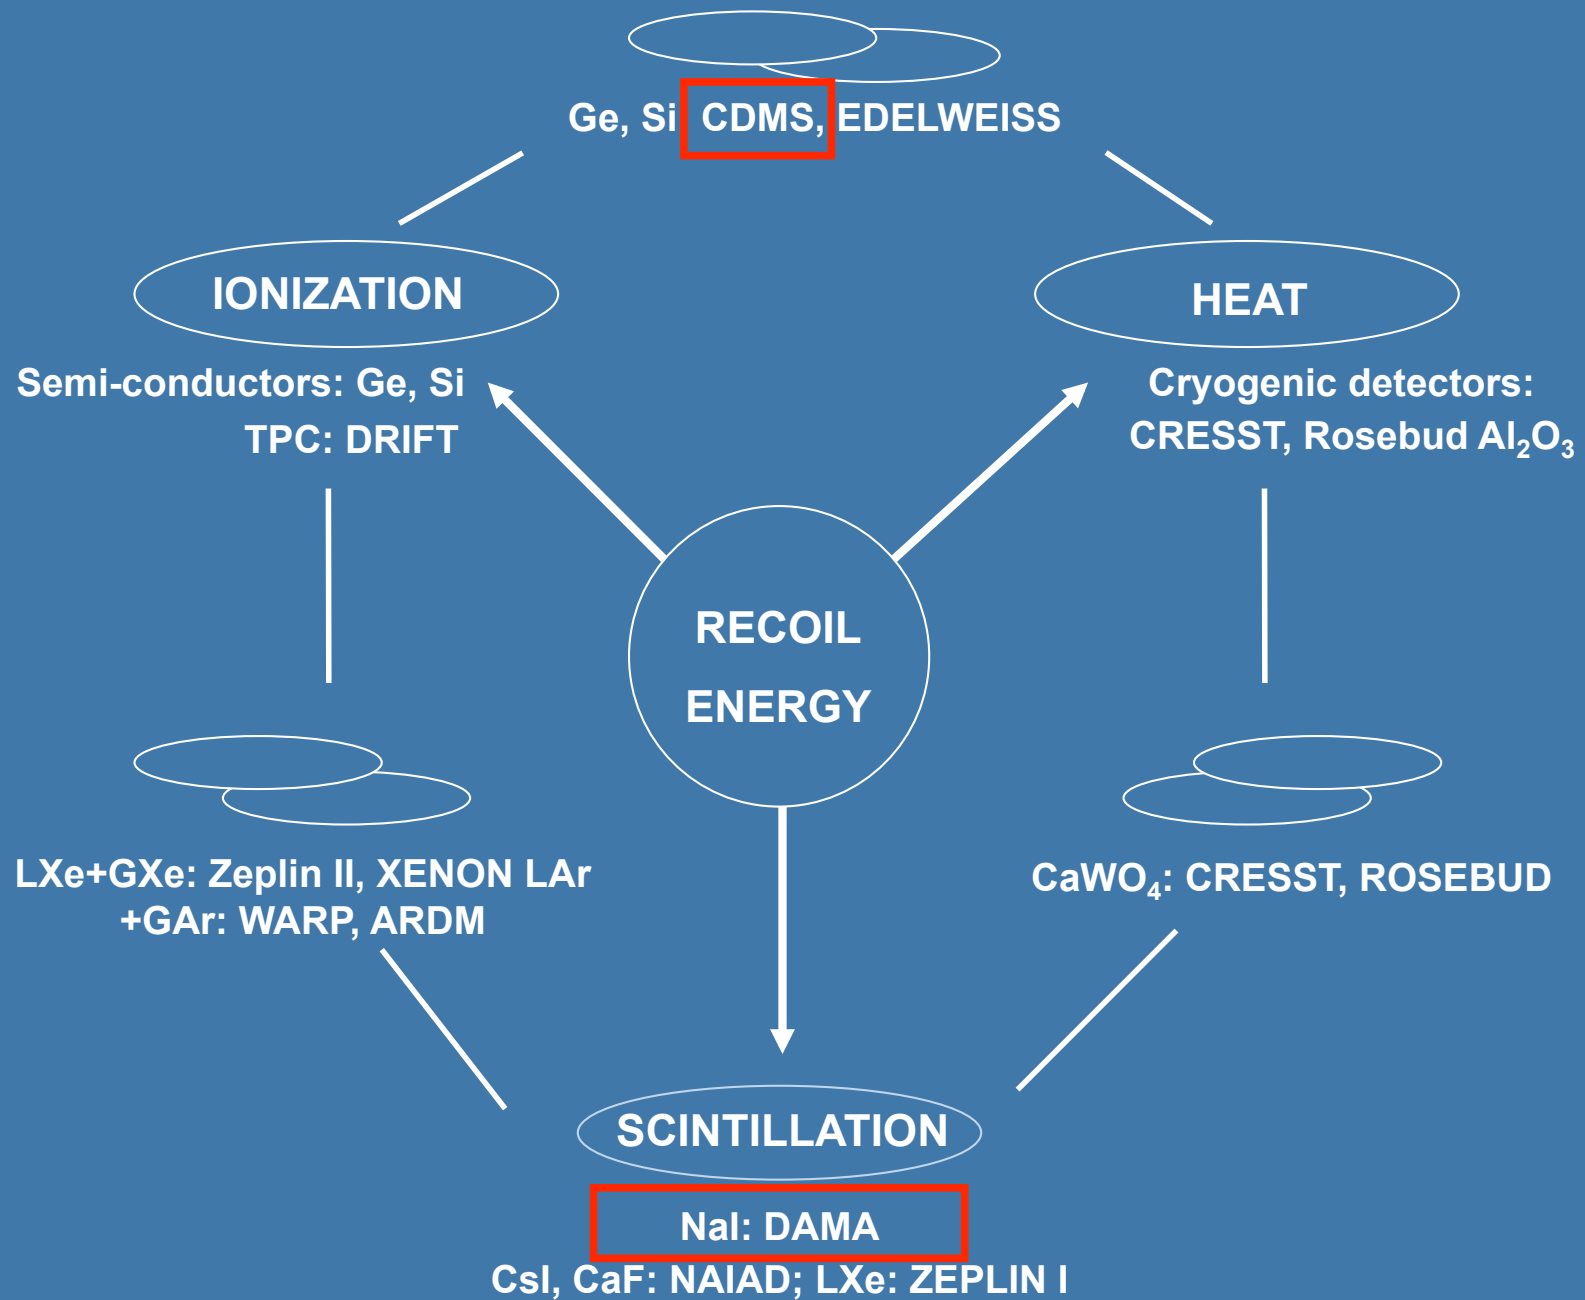 Ge, Si CDMS, EDELWEISS
IONIZATION
HEAT
Semi-conductors: Ge, Si
TPC: DRIFT
Cryogenic detectors:
CRESST, Rosebud Al₂O₃
RECOIL
ENERGY
LXe+GXe: Zeplin II, XENON LAr
+GAr: WARP, ARDM
CaWO₄: CRESST, ROSEBUD
SCINTILLATION
NaI: DAMA
CsI, CaF: NAIAD; LXe: ZEPLIN I